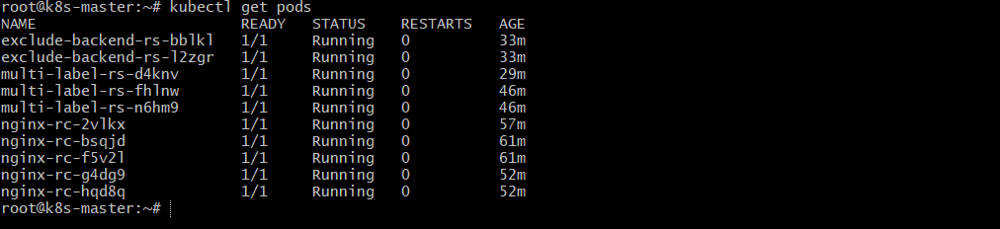 root@k8s-master:~# kubectl get pods
NAME                       READY   STATUS    RESTARTS   AGE
exclude-backend-rs-bblkl   1/1     Running   0          33m
exclude-backend-rs-l2zgr   1/1     Running   0          33m
multi-label-rs-d4knv       1/1     Running   0          29m
multi-label-rs-fhlnw       1/1     Running   0          46m
multi-label-rs-n6hm9       1/1     Running   0          46m
nginx-rc-2vlkx             1/1     Running   0          57m
nginx-rc-bsqjd             1/1     Running   0          61m
nginx-rc-f5v2l             1/1     Running   0          61m
nginx-rc-g4dg9             1/1     Running   0          52m
nginx-rc-hqd8q             1/1     Running   0          52m
root@k8s-master:~#